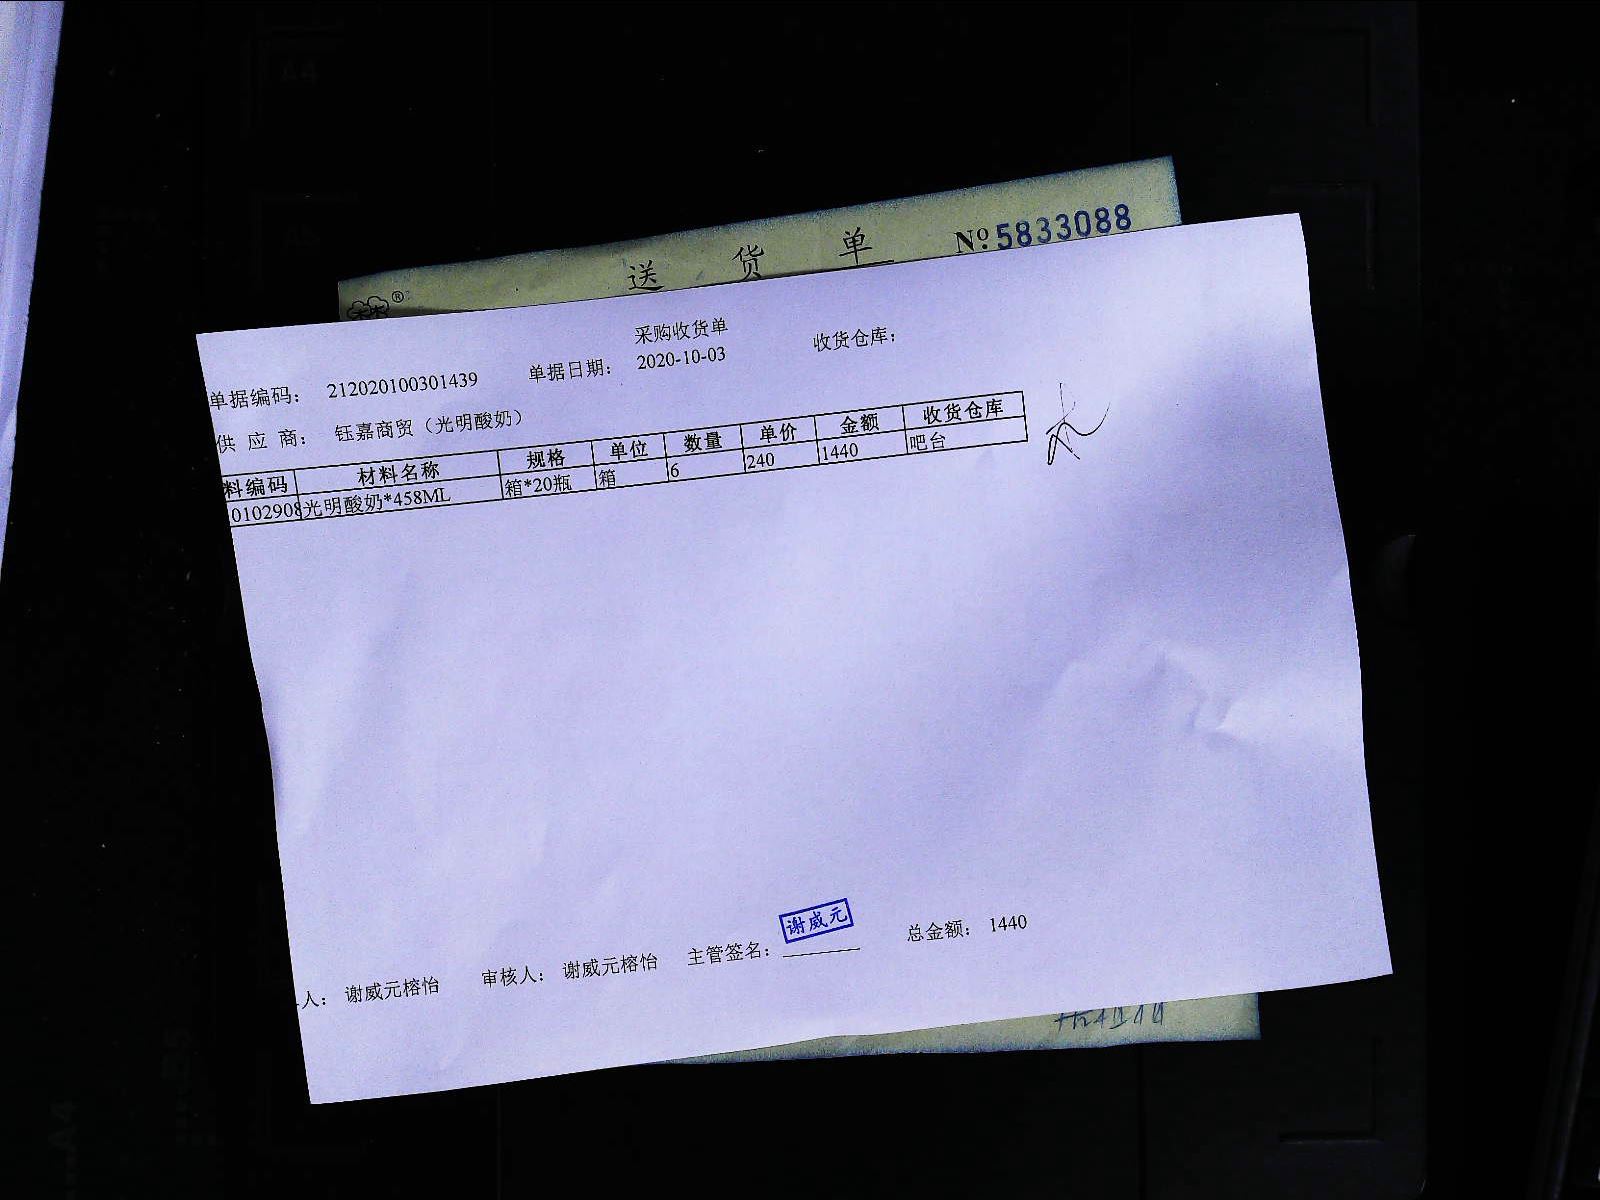 送 货 单 № 5833088
采购收货单
单据编码： 212020100301439 单据日期： 2020-10-03 收货仓库：
供 应 商： 钰嘉商贸（光明酸奶）
料编码 材料名称 规格 单位 数量 单价 金额 收货仓库
0102908 光明酸奶*458ML 箱*20瓶 箱 6 240 1440 吧台
谢威元
人： 谢威元榕怡 审核人： 谢威元榕怡 主管签名： 总金额： 1440